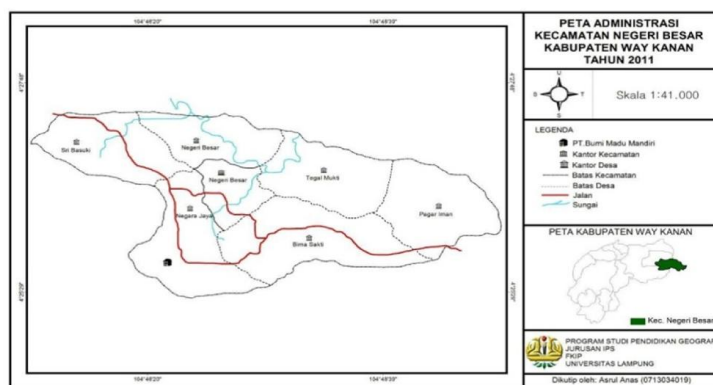 104°48'20"
104°48'30"
PETA ADMINISTRASI
KECAMATAN NEGERI BESAR
KABUPATEN WAY KANAN
TAHUN 2011
U
B
T
S
Skala 1:41.000
LEGENDA
PT.Bumi Madu Mandiri
Kantor Kecamatan
Kantor Desa
Batas Kecamatan
Batas Desa
Jalan
Sungai
PETA KABUPATEN WAY KANAN
Kec. Negeri Besar
PROGRAM STUDI PENDIDIKAN GEOGRAF
JURUSAN IPS
FKIP
UNIVERSITAS LAMPUNG
Dikutip oleh: Asrul Anas (0713034019)
Sri Basuki
Negeri Besar
Negeri Besar
Tegal Mukti
Negara Jaya
Pagar Iman
Bima Sakti
104°48'20"
104°48'30"